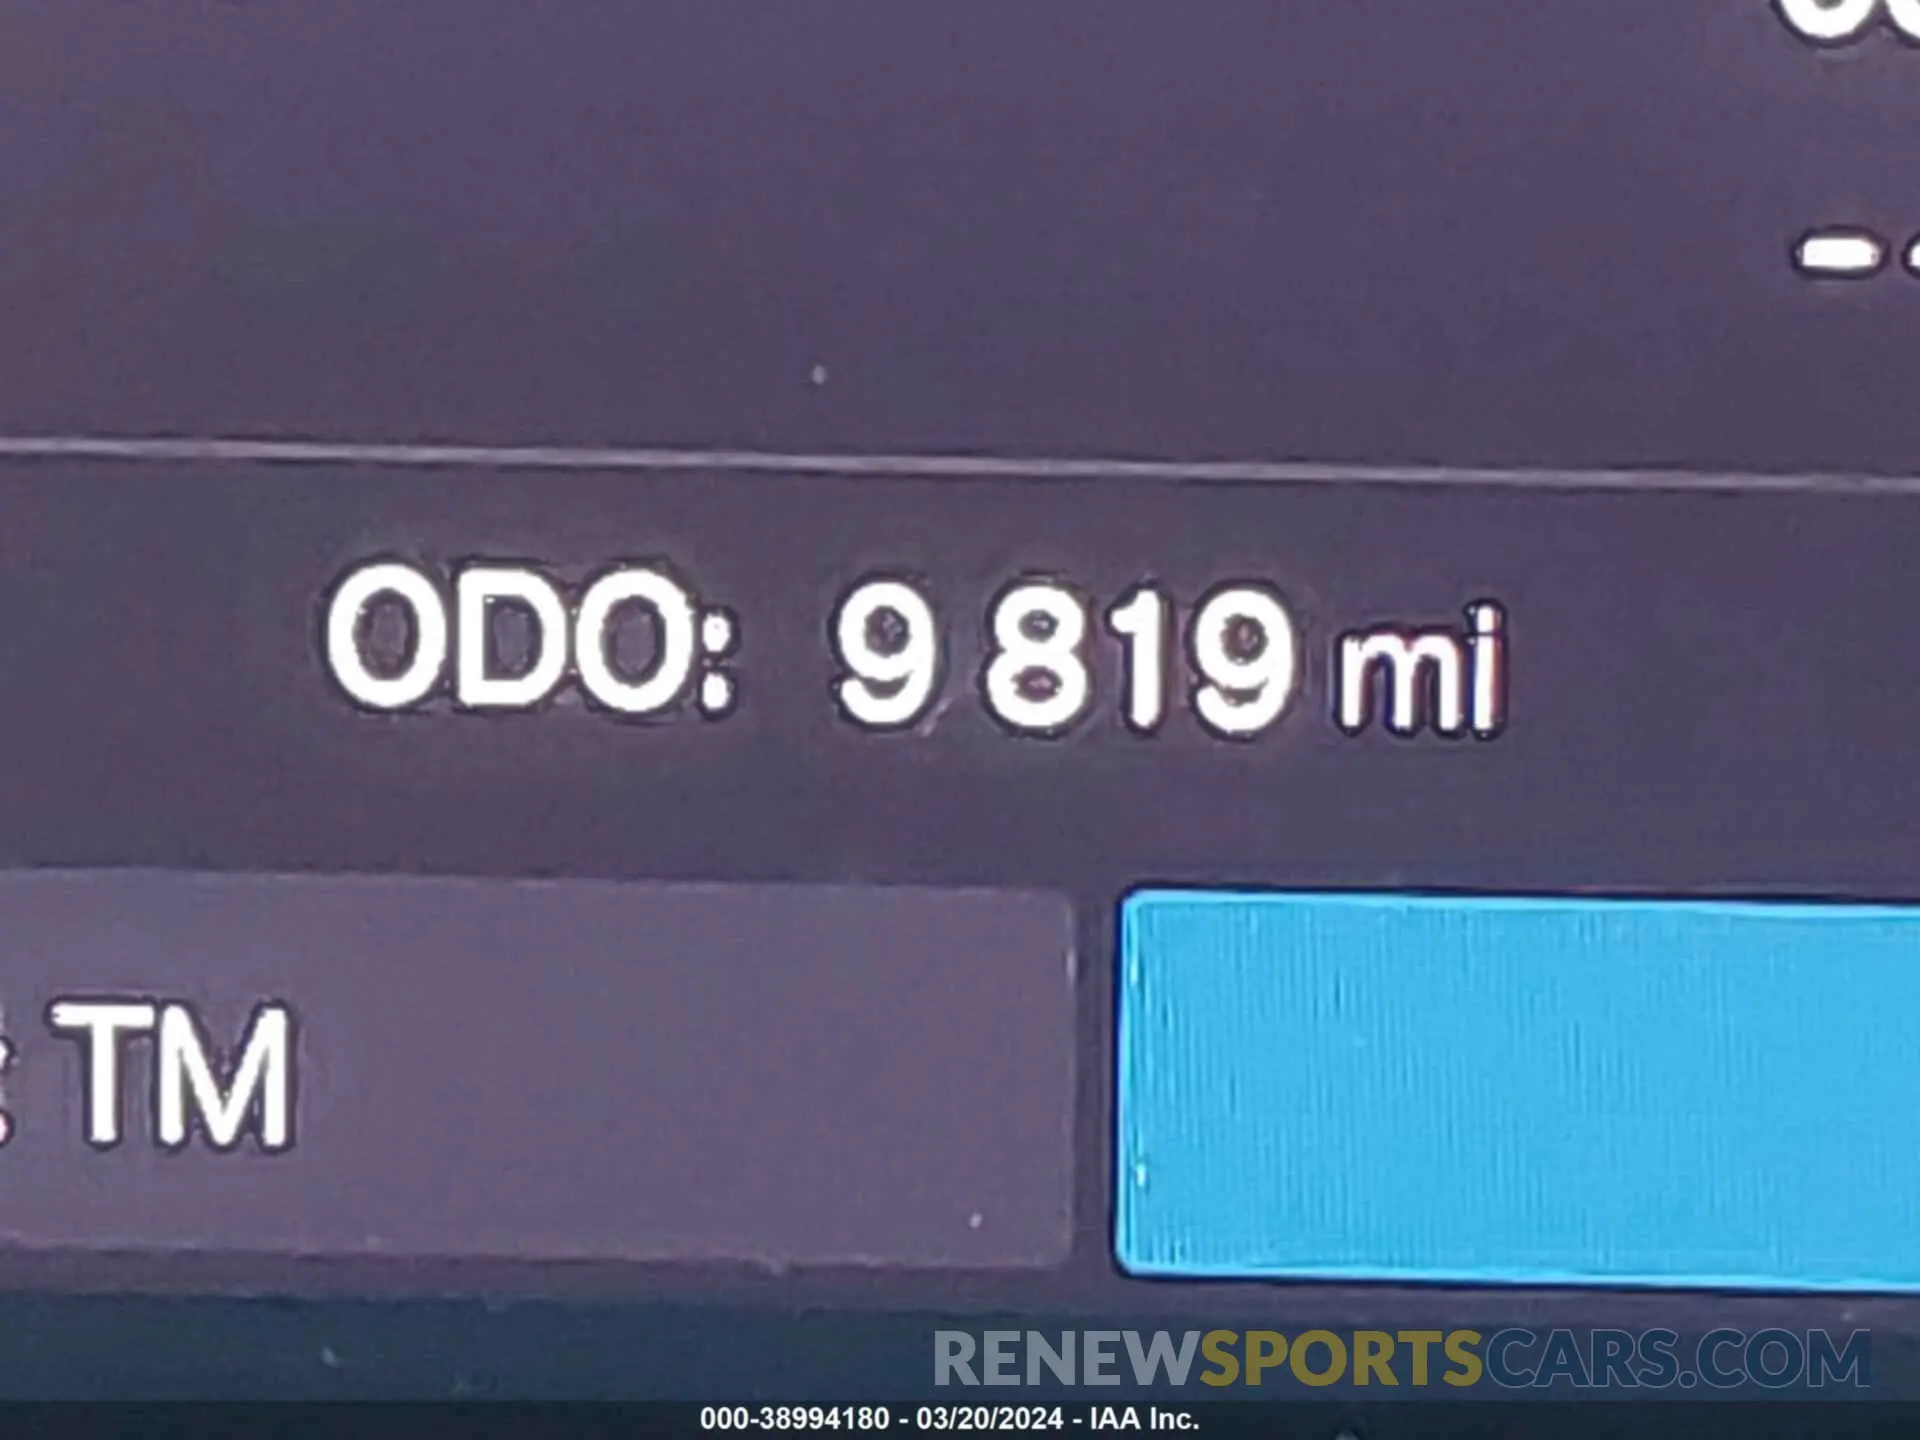 ODO: 9 819 mi
TM
RENEWSPORTSCARS.COM
000-38994180 - 03/20/2024 - IAA Inc.